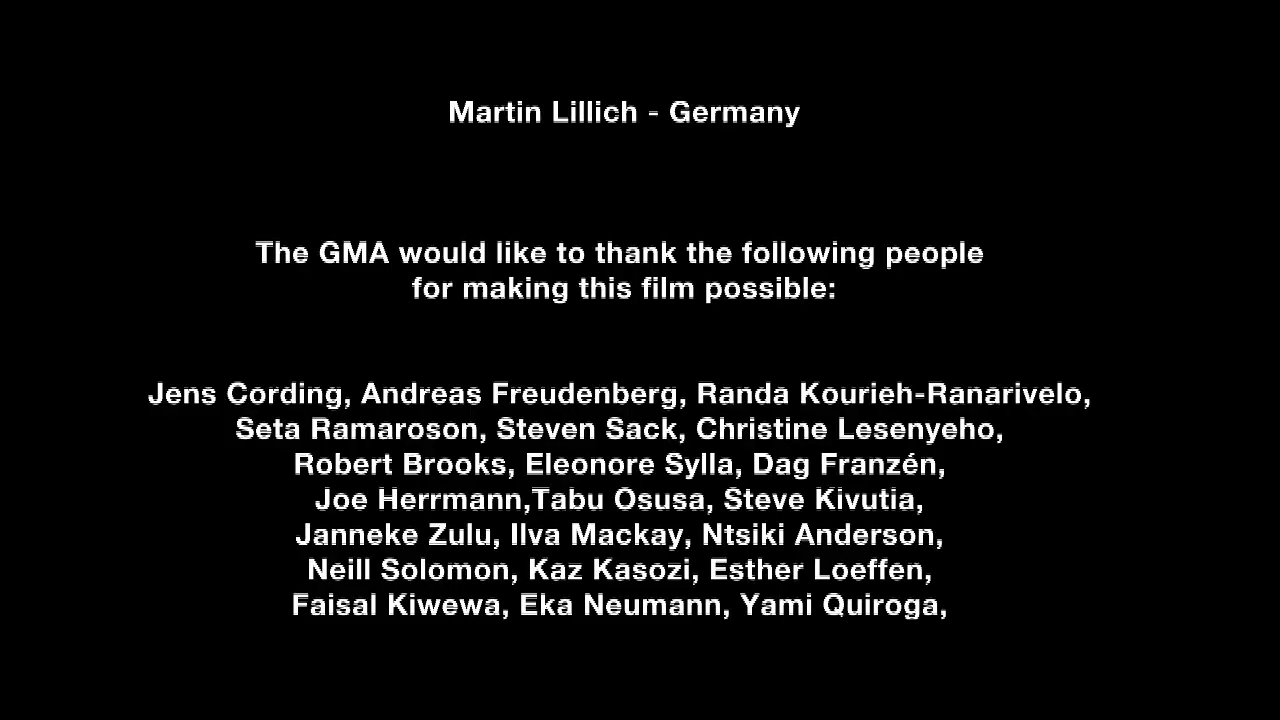 Martin Lillich - Germany
The GMA would like to thank the following people
for making this film possible:
Jens Cording, Andreas Freudenberg, Randa Kourieh-Ranarivelo,
Seta Ramaroson, Steven Sack, Christine Lesenyeho,
Robert Brooks, Eleonore Sylla, Dag Franzén,
Joe Herrmann,Tabu Osusa, Steve Kivutia,
Janneke Zulu, Ilva Mackay, Ntsiki Anderson,
Neill Solomon, Kaz Kasozi, Esther Loeffen,
Faisal Kiwewa, Eka Neumann, Yami Quiroga,